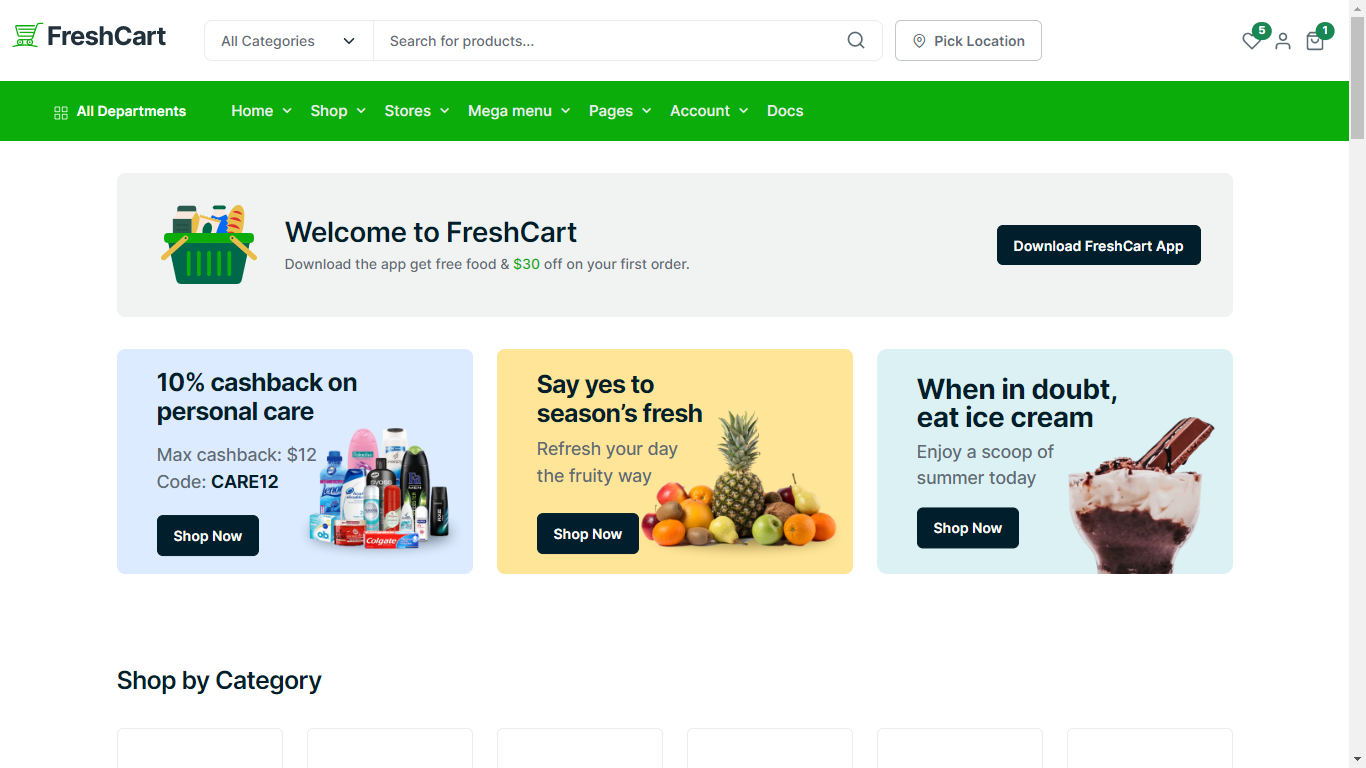 FreshCart
All Categories
Search for products...
Pick Location
5
1
All Departments
Home
Shop
Stores
Mega menu
Pages
Account
Docs
Welcome to FreshCart
Download the app get free food & $30 off on your first order.
Download FreshCart App
10% cashback on
personal care
Max cashback: $12
Code: CARE12
Shop Now
Colgate
Say yes to
season’s fresh
Refresh your day
the fruity way
Shop Now
When in doubt,
eat ice cream
Enjoy a scoop of
summer today
Shop Now
Shop by Category